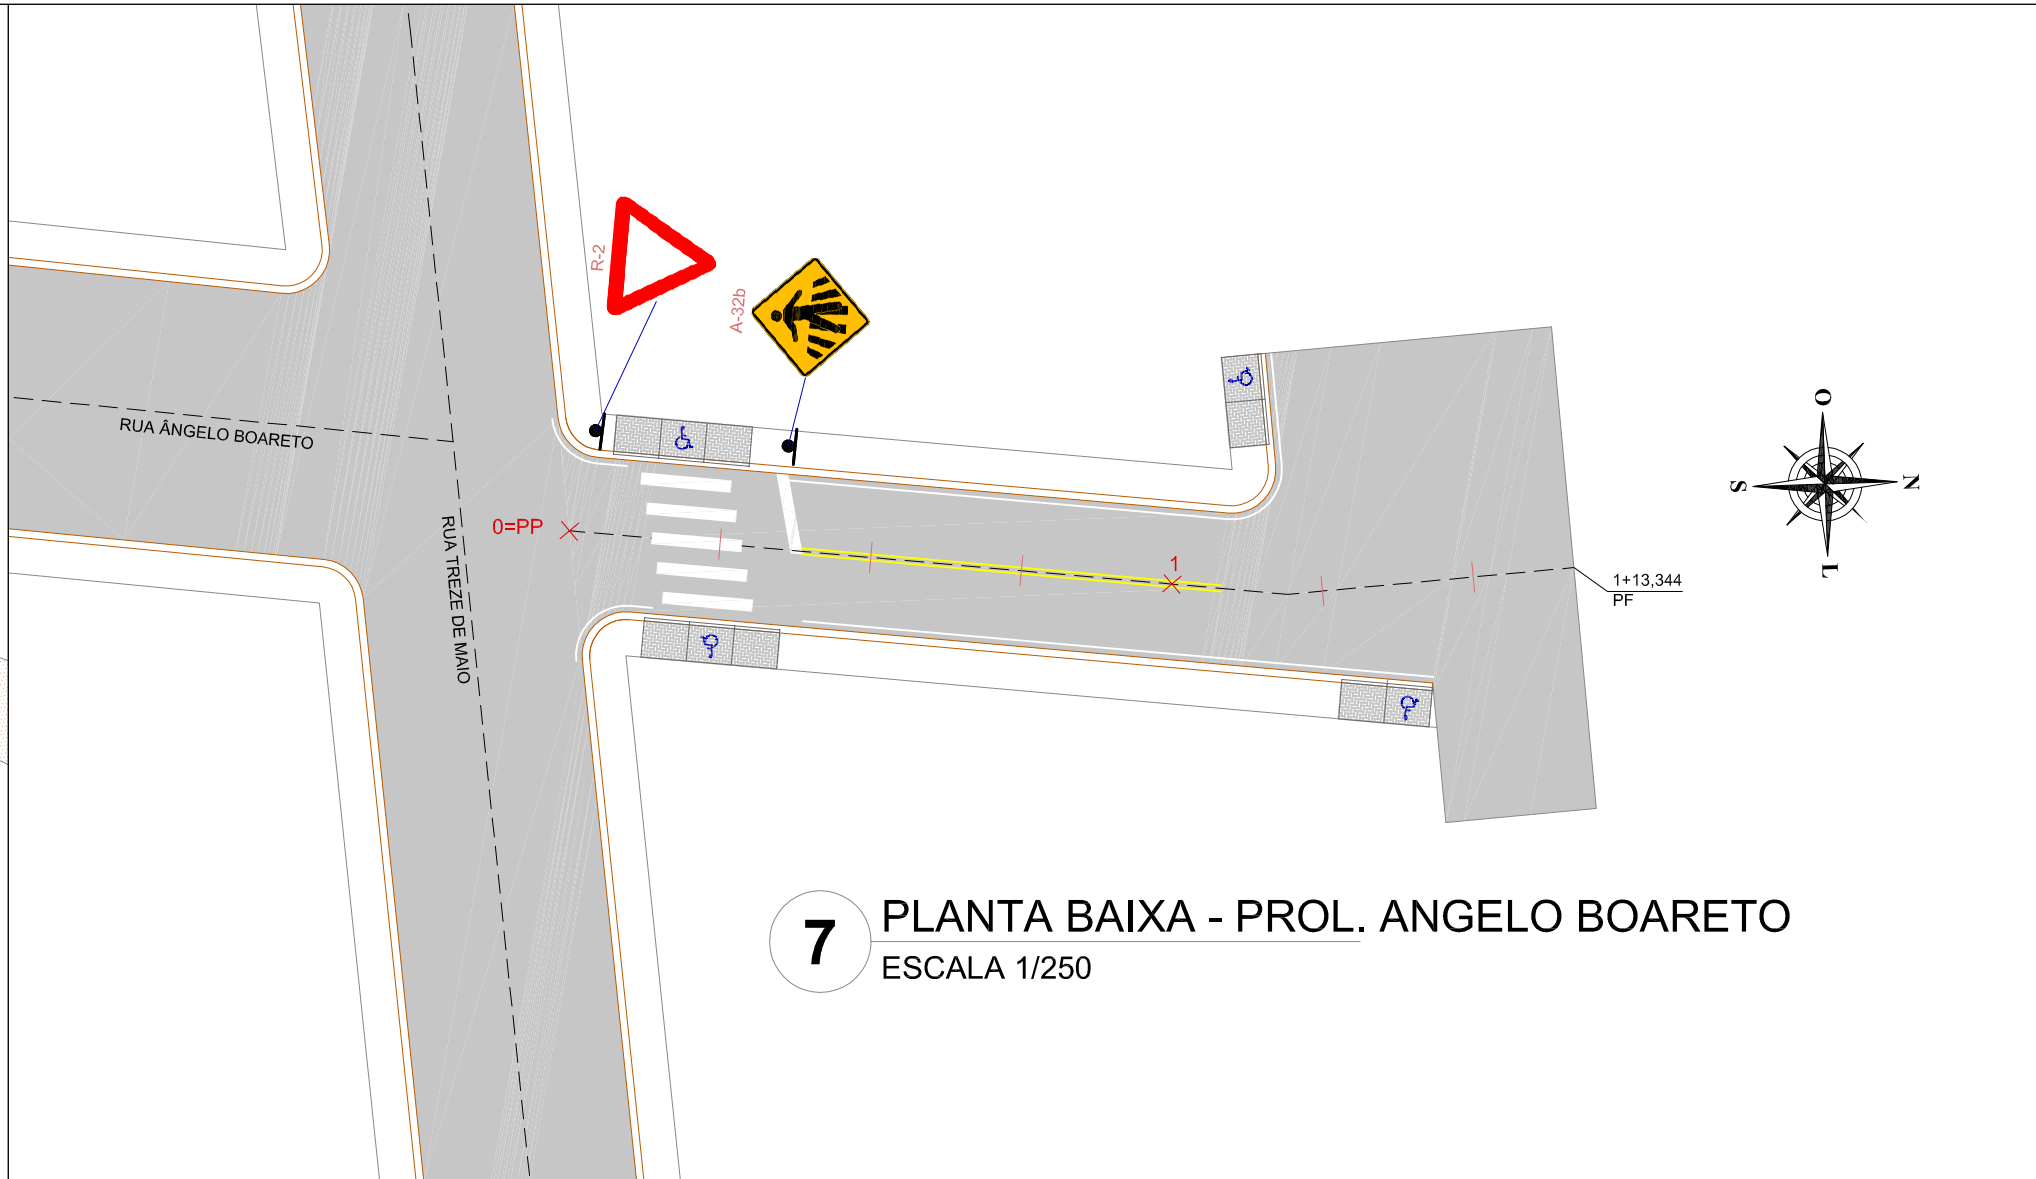 R-2
A-32b
RUA ÂNGELO BOARETO
RUA TREZE DE MAIO
0=PP
1
1+13,344
PF
O
N
S
L
7
PLANTA BAIXA - PROL. ANGELO BOARETO
ESCALA 1/250